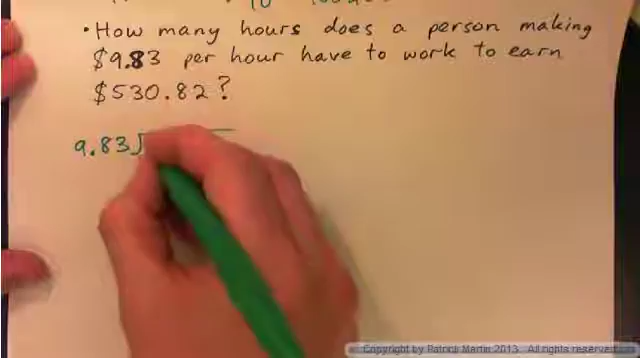 • How many hours does a person making
$9.83 per hour have to work to earn
$530.82?
9.83
Copyright by Patrick Martin 2013. All rights reserved.